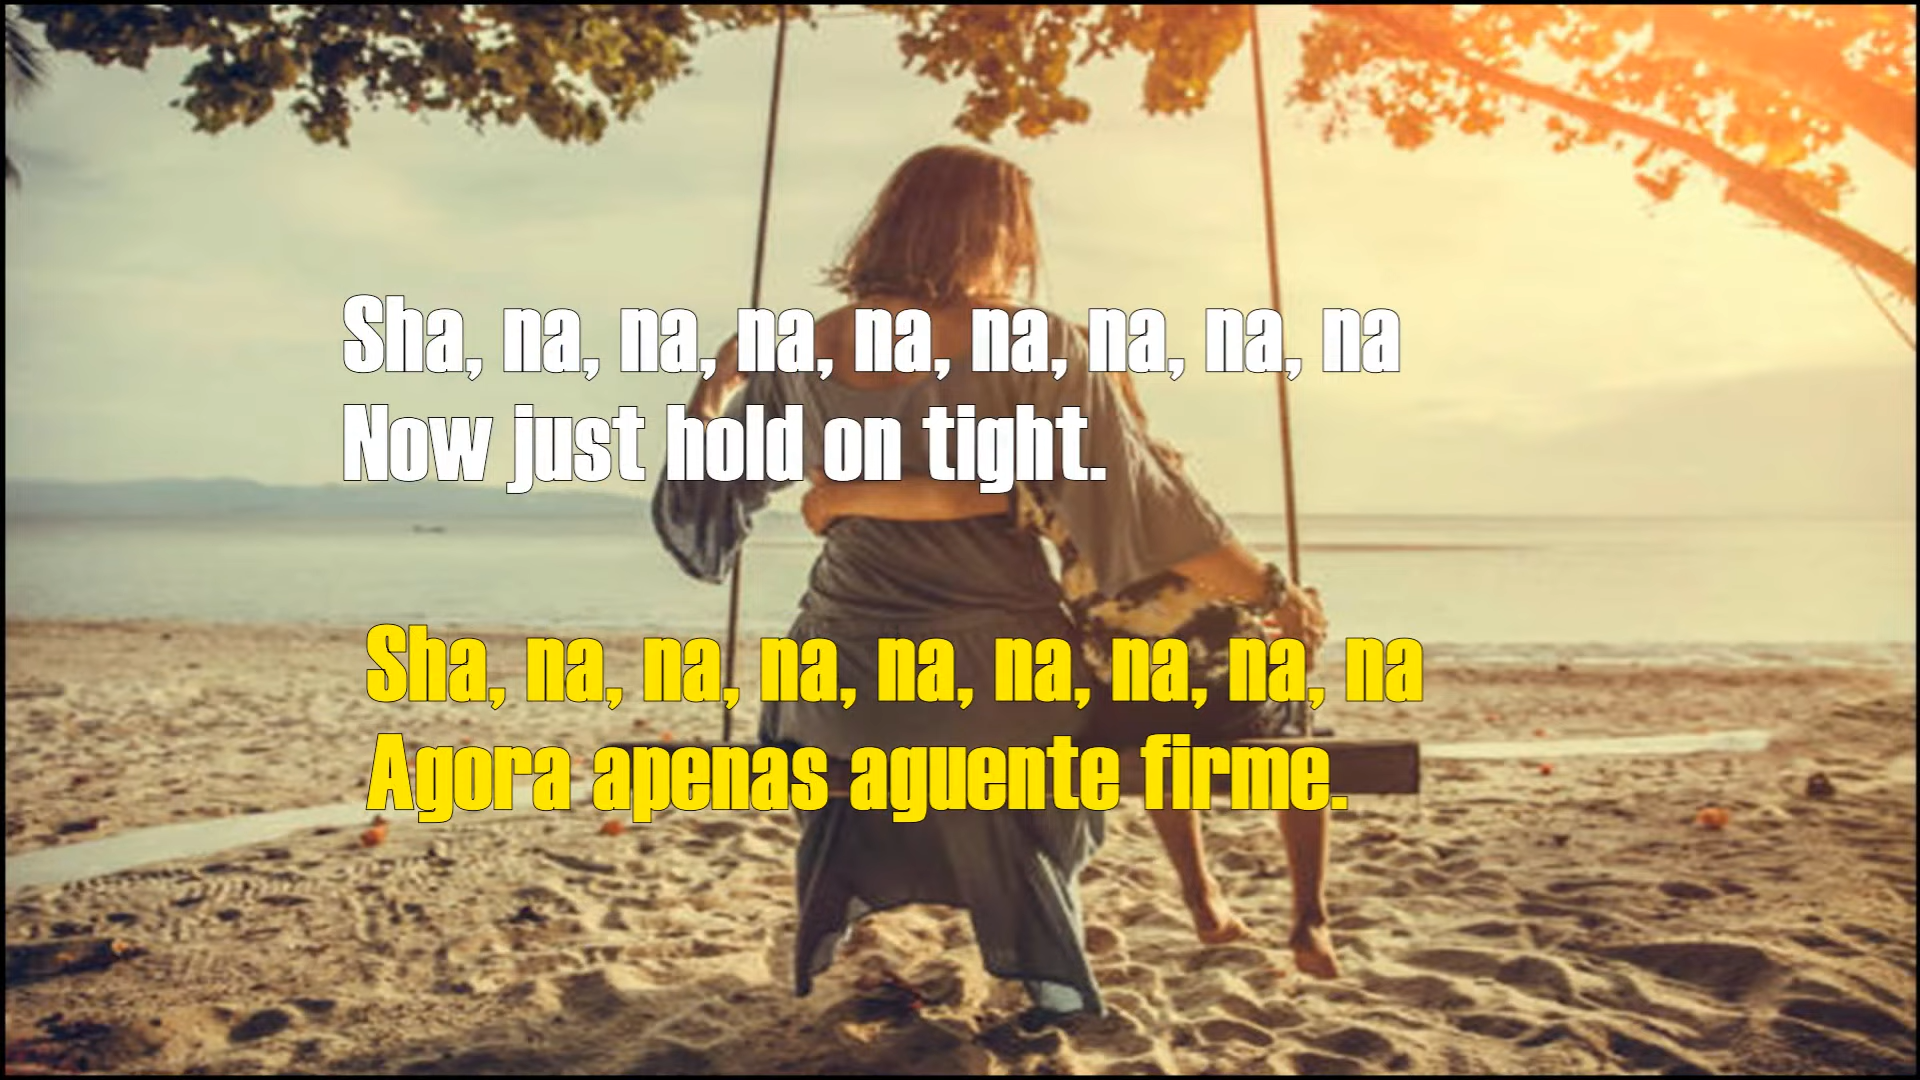 Sha, na, na, na, na, na, na, na, na
Now just hold on tight.
Sha, na, na, na, na, na, na, na, na
Agora apenas aguente firme.